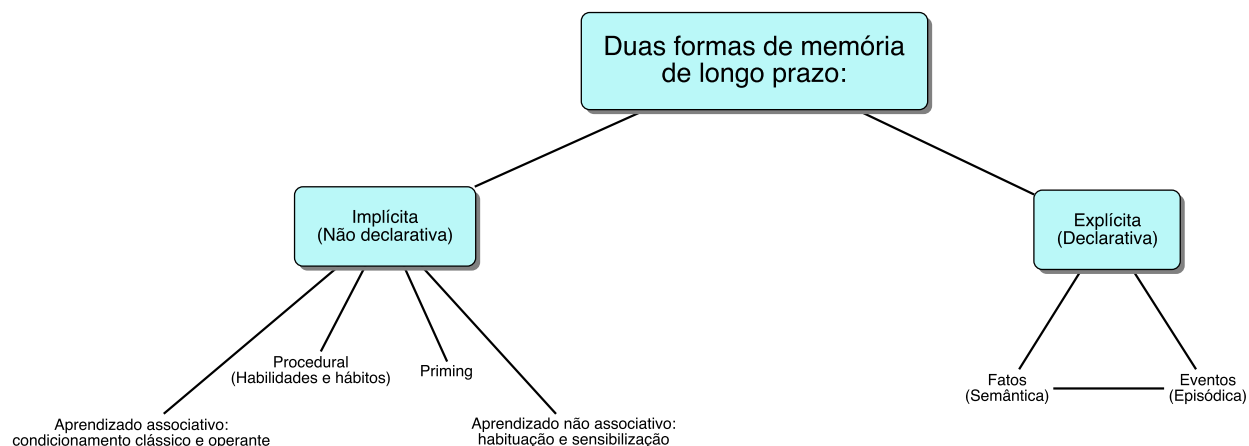 Duas formas de memória
de longo prazo:
Implícita
(Não declarativa)
Explícita
(Declarativa)
Procedural
(Habilidades e hábitos)
Priming
Fatos
(Semântica)
Eventos
(Episódica)
Aprendizado associativo:
condicionamento clássico e operante
Aprendizado não associativo:
habituação e sensibilização